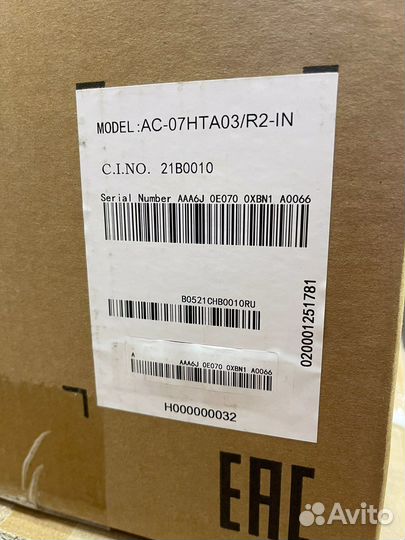 MODEL:AC-07HTA03/R2-IN
C.I.NO. 21B0010
Serial Number AAA6J 0E070 0XBN1 A0066
B0521CHB0010RU
A
AAA6J 0E070 0XBN1 A0066
H000000032
020001251781
EAC
Avito